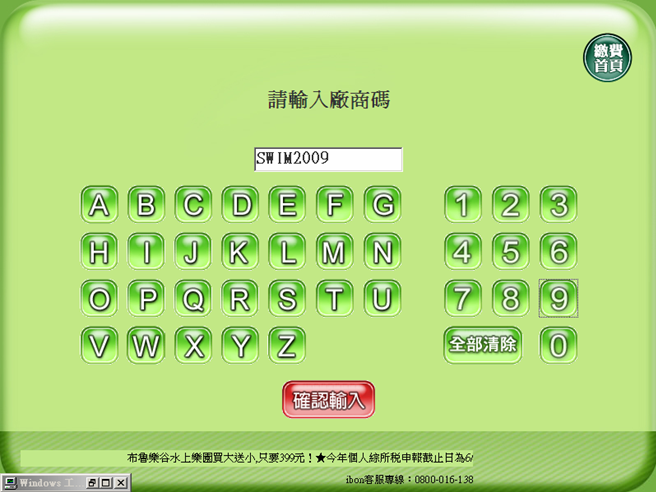 繳費
首頁
請輸入廠商碼
SWIM2009
A B C D E F G 1 2 3
H I J K L M N 4 5 6
O P Q R S T U 7 8 9
V W X Y Z 全部清除 0
確認輸入
布魯樂谷水上樂園買大送小,只要399元！★今年個人綜所稅申報截止日為6/
Windows 工...
ibon客服專線：0800-016-138